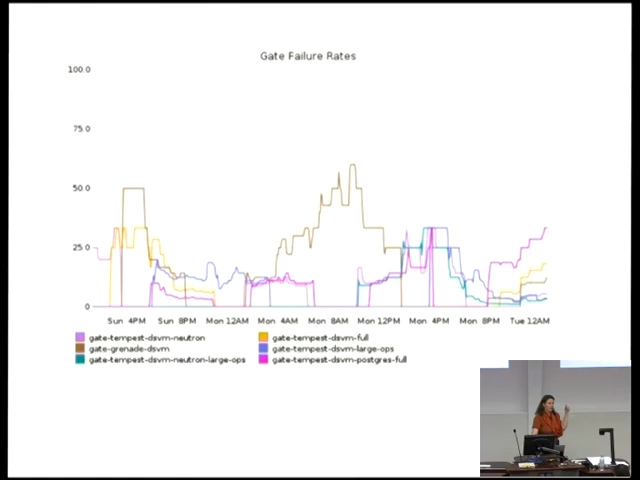 Gate Failure Rates
100.0
75.0
50.0
25.0
0
Sun 4PM Sun 8PM Mon 12AM Mon 4AM Mon 8AM Mon 12PM Mon 4PM Mon 8PM Tue 12AM
gate-tempest-dsvm-neutron gate-tempest-dsvm-full
gate-grenade-dsvm gate-tempest-dsvm-large-ops
gate-tempest-dsvm-neutron-large-ops gate-tempest-dsvm-postgres-full